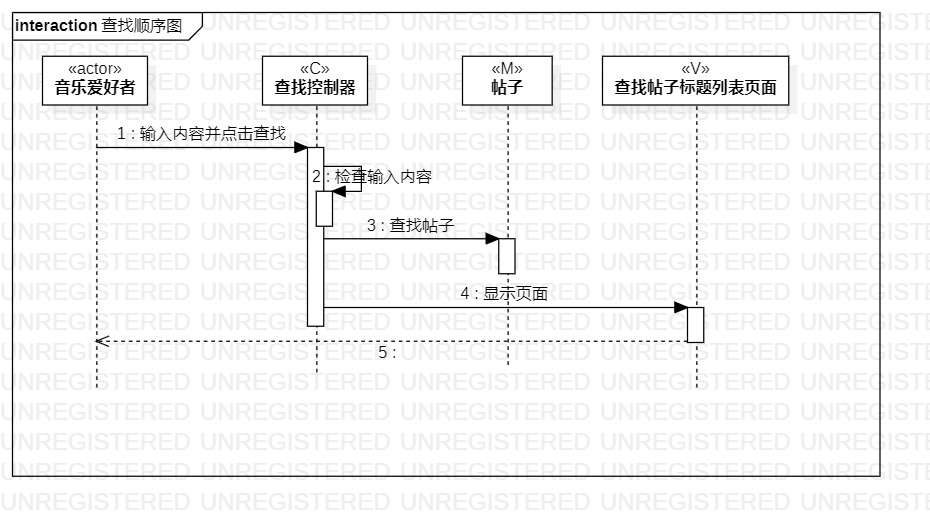 interaction 查找顺序图
«actor»
音乐爱好者
«C»
查找控制器
«M»
帖子
«V»
查找帖子标题列表页面
1 : 输入内容并点击查找
2 : 检查输入内容
3 : 查找帖子
4 : 显示页面
5 :
UNREGISTERED UNREGISTERED UNREGISTERED UNREGISTERED UNREGISTERED